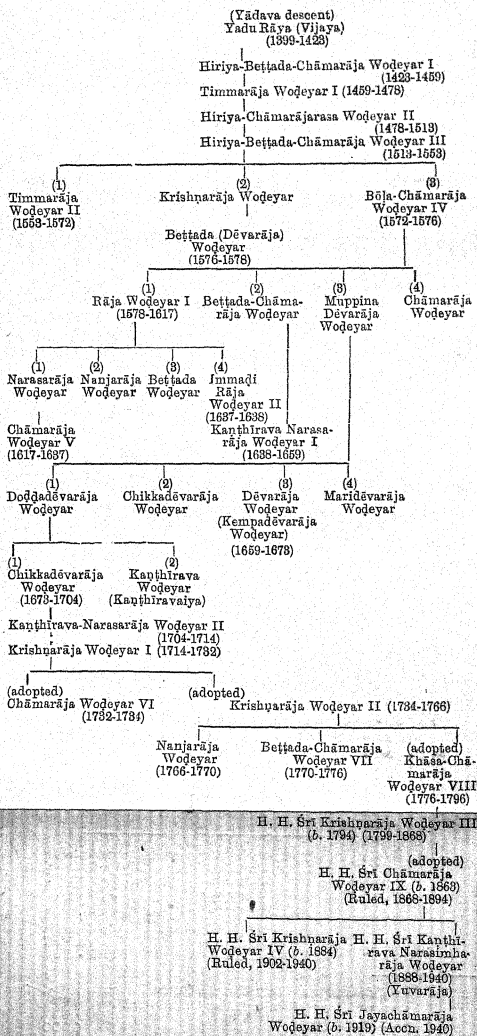 (Yādava descent)
Yadu Rāya (Vijaya)
(1399-1423)
Hiriya-Beṭṭada-Chāmarāja Woḍeyar I
(1423-1459)
Timmarāja Woḍeyar I (1459-1478)
Hiriya-Chāmarājarasa Woḍeyar II
(1478-1513)
Hiriya-Beṭṭada-Chāmarāja Woḍeyar III
(1513-1553)
(1) (2) (3)
Timmarāja Krishṇarāja Woḍeyar Bōḷa-Chāmarāja
Woḍeyar II Woḍeyar IV
(1553-1572) (1572-1576)
Beṭṭada (Dēvarāja)
Woḍeyar
(1576-1578)
(1) (2) (3) (4)
Rāja Woḍeyar I Beṭṭada-Chāma- Muppina Chāmarāja
(1578-1617) rāja Woḍeyar Dēvarāja Woḍeyar
Woḍeyar
(1) (2) (3) (4)
Narasarāja Nanjarāja Beṭṭada Immaḍi
Woḍeyar Woḍeyar Woḍeyar Rāja
Woḍeyar II
(1637-1638)
Chāmarāja Kaṇṭhīrava Narasa-
Woḍeyar V rāja Woḍeyar I
(1617-1637) (1638-1659)
(1) (2) (3) (4)
Doḍḍadēvarāja Chikkadēvarāja Dēvarāja Maridēvarāja
Woḍeyar Woḍeyar Woḍeyar Woḍeyar
(Kempadēvarāja
Woḍeyar)
(1659-1673)
(1) (2)
Chikkadēvarāja Kaṇṭhīrava
Woḍeyar Woḍeyar
(1673-1704) (Kaṇṭhīravaiya)
Kaṇṭhīrava-Narasarāja Woḍeyar II
(1704-1714)
Krishṇarāja Woḍeyar I (1714-1732)
(adopted) (adopted)
Chāmarāja Woḍeyar VI Krishṇarāja Woḍeyar II (1734-1766)
(1732-1734)
Nanjarāja Beṭṭada-Chāmarāja (adopted)
Woḍeyar Woḍeyar VII Khāsa-Chā-
(1766-1770) (1770-1776) marāja
Woḍeyar VIII
(1776-1796)
H. H. Śrī Krishṇarāja Woḍeyar III
(b. 1794) (1799-1868)
(adopted)
H. H. Śrī Chāmarāja
Woḍeyar IX (b. 1863)
(Ruled, 1868-1894)
H. H. Śrī Krishṇarāja H. H. Śrī Kaṇṭhī-
Woḍeyar IV (b. 1884) rava Narasimha-
(Ruled, 1902-1940) rāja Woḍeyar
(1888-1940)
(Yuvarāja)
H. H. Śrī Jayachāmarāja
Woḍeyar (b. 1919) (Accn. 1940)